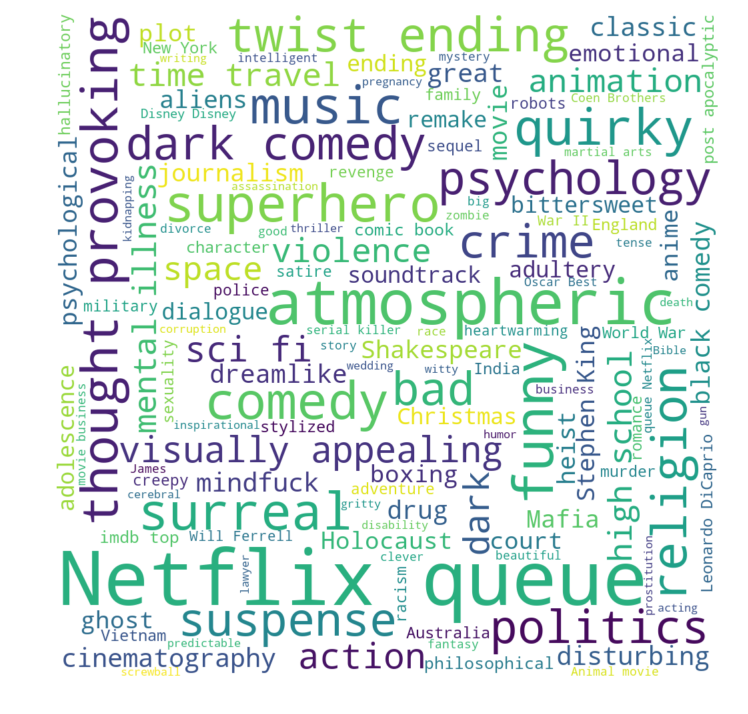 hallucinatory
thought provoking
plot
New York
writing
twist ending
intelligent
mystery
classic
time travel
ending
great
emotional
pregnancy
post apocalyptic
aliens
Disney Disney
music
family
movie
robots
animation
Coen Brothers
remake
quirky
dark comedy
sequel
martial arts
psychological
kidnapping
mental illness
journalism
assassination
revenge
psychology
superhero
big
zombie
bittersweet
divorce
good
thriller
comic book
War II
England
anime
black comedy
character
violence
crime
tense
space
satire
soundtrack
adultery
police
Oscar Best
military
dialogue
atmospheric
death
corruption
serial killer
race
heartwarming
World War
sci fi
story
Shakespeare
Bible
sexuality
dreamlike
wedding
witty
India
funny
Stephen King
high school
romance
queue Netflix
religion
gun
adolescence
movie business
comedy
bad
business
Christmas
inspirational
stylized
humor
visually appealing
heist
James
creepy
cerebral
mindfuck
boxing
adventure
dark
murder
Leonardo DiCaprio
surreal
gritty
disability
drug
Mafia
imdb top
Will Ferrell
Holocaust
court
clever
beautiful
Netflix queue
lawyer
racism
prostitution
acting
ghost
Vietnam
suspense
Australia
politics
predictable
fantasy
cinematography
action
philosophical
disturbing
screwball
Animal movie